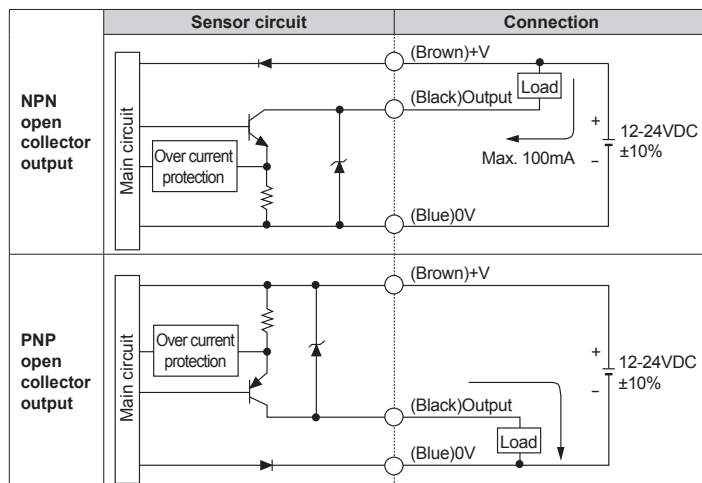 Sensor circuit
Connection
NPN
open
collector
output
Main circuit
Over current
protection
(Brown)+V
Load
(Black)Output
Max. 100mA
+
12-24VDC
±10%
−
(Blue)0V
PNP
open
collector
output
Main circuit
Over current
protection
(Brown)+V
+
12-24VDC
±10%
−
(Black)Output
Load
(Blue)0V